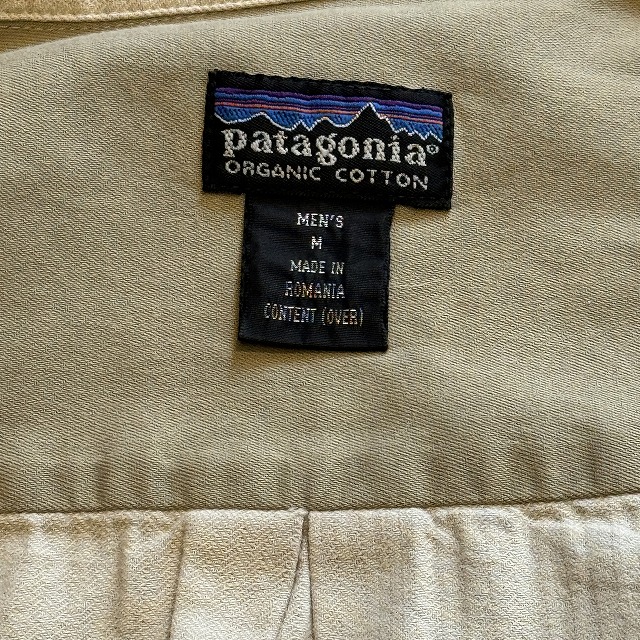 patagonia®
ORGANIC COTTON
MEN'S
M
MADE IN
ROMANIA
CONTENT (OVER)